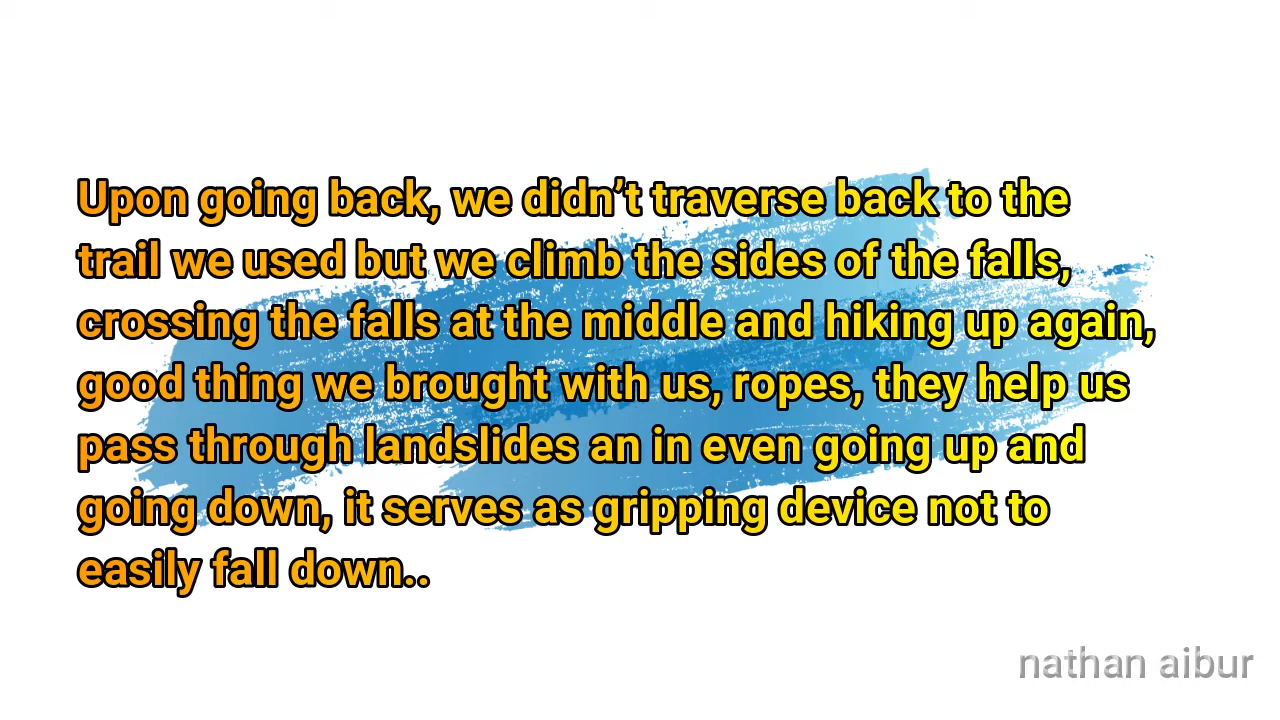 Upon going back, we didn’t traverse back to the
trail we used but we climb the sides of the falls,
crossing the falls at the middle and hiking up again,
good thing we brought with us, ropes, they help us
pass through landslides an in even going up and
going down, it serves as gripping device not to
easily fall down..
nathan aibur